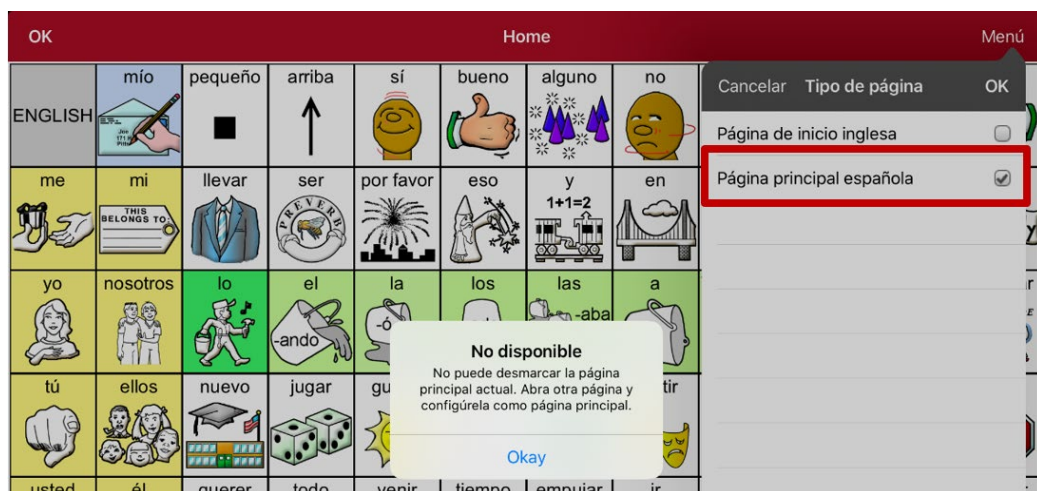 OK Home Menú
ENGLISH mío pequeño arriba sí bueno alguno no
Cancelar Tipo de página OK
Página de inicio inglesa
Página principal española
me mi llevar ser por favor eso y en
THIS BELONGS TO
PREVERB
1+1=2
yo nosotros lo el la los las a
-ando
-aba
No disponible
No puede desmarcar la página
principal actual. Abra otra página y
configúrela como página principal.
Okay
tú ellos nuevo jugar
usted él querer todo venir tiempo empujar ir